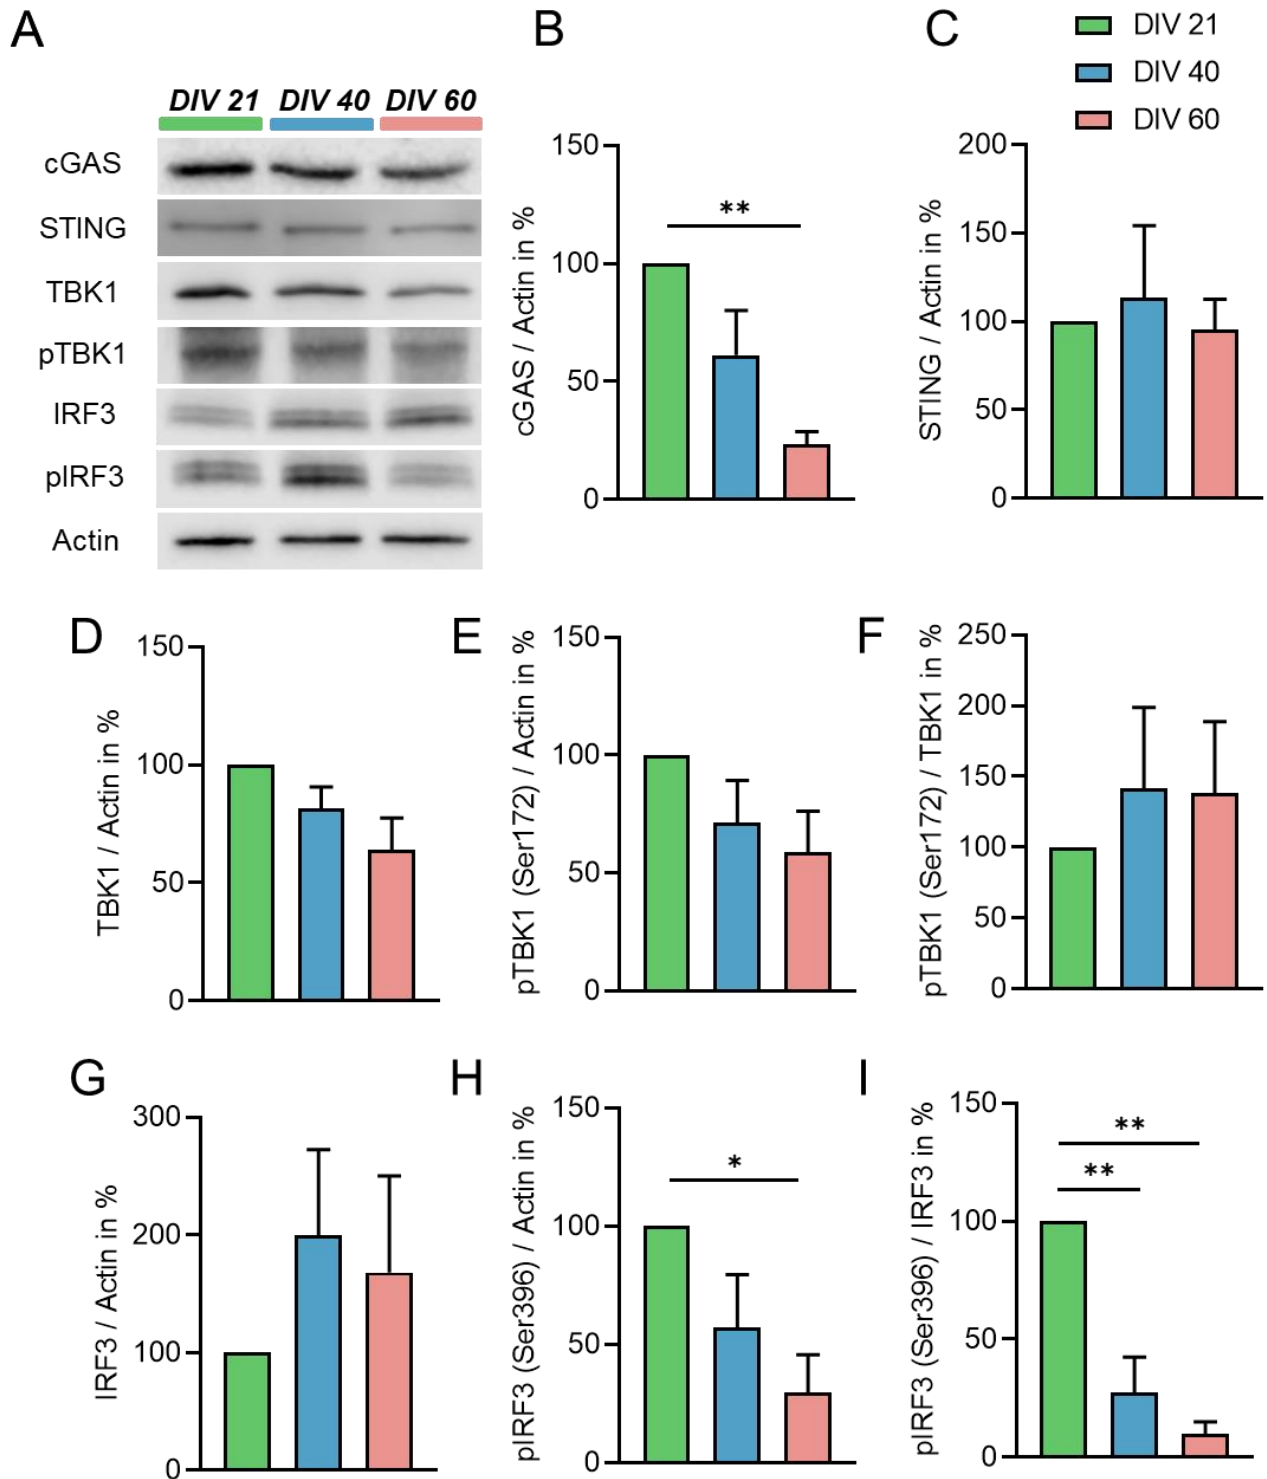 A
DIV 21 DIV 40 DIV 60
cGAS
STING
TBK1
pTBK1
IRF3
pIRF3
Actin
B
cGAS / Actin in %
150
100
50
0
**
C
DIV 21
DIV 40
DIV 60
STING / Actin in %
200
150
100
50
0
D
TBK1 / Actin in %
150
100
50
0
E
pTBK1 (Ser172) / Actin in %
150
100
50
0
F
pTBK1 (Ser172) / TBK1 in %
250
200
150
100
50
0
G
IRF3 / Actin in %
300
200
100
0
H
pIRF3 (Ser396) / Actin in %
150
100
50
0
*
I
pIRF3 (Ser396) / IRF3 in %
150
100
50
0
**
**